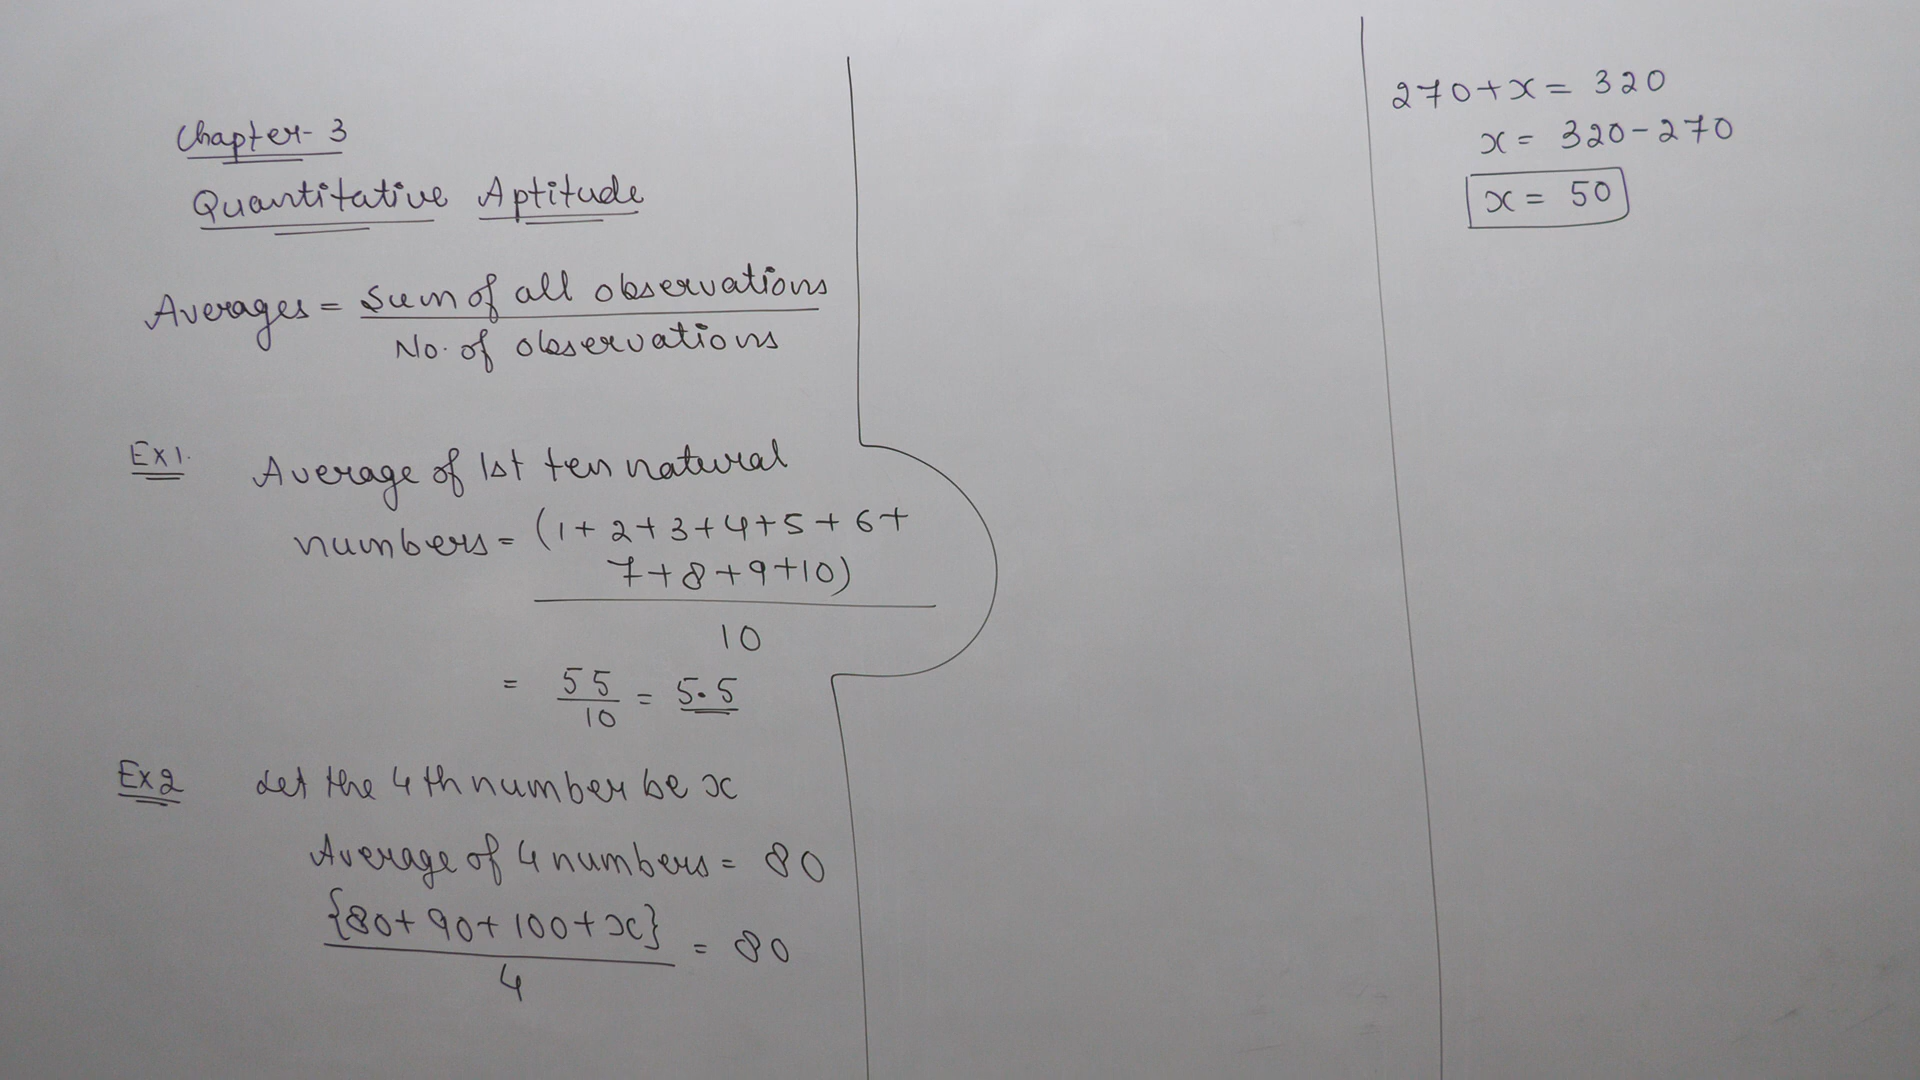 Chapter-3
Quantitative Aptitude
Averages = Sum of all observations
No. of observations
Ex1. Average of 1st ten natural
numbers = (1+2+3+4+5+6+
7+8+9+10)
10
= 55/10 = 5.5
Ex2 Let the 4th number be x
Average of 4 numbers = 80
{80+90+100+x}
4 = 80
270+x = 320
x = 320-270
x = 50